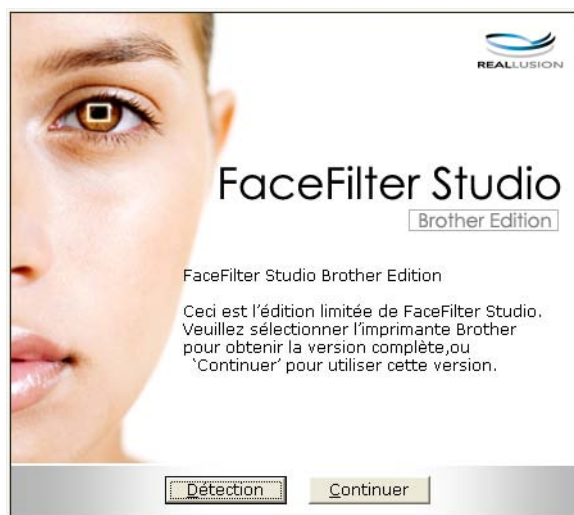 REALLUSION
FaceFilter Studio
Brother Edition
FaceFilter Studio Brother Edition
Ceci est l'édition limitée de FaceFilter Studio.
Veuillez sélectionner l'imprimante Brother
pour obtenir la version complète,ou
'Continuer' pour utiliser cette version.
Détection
Continuer